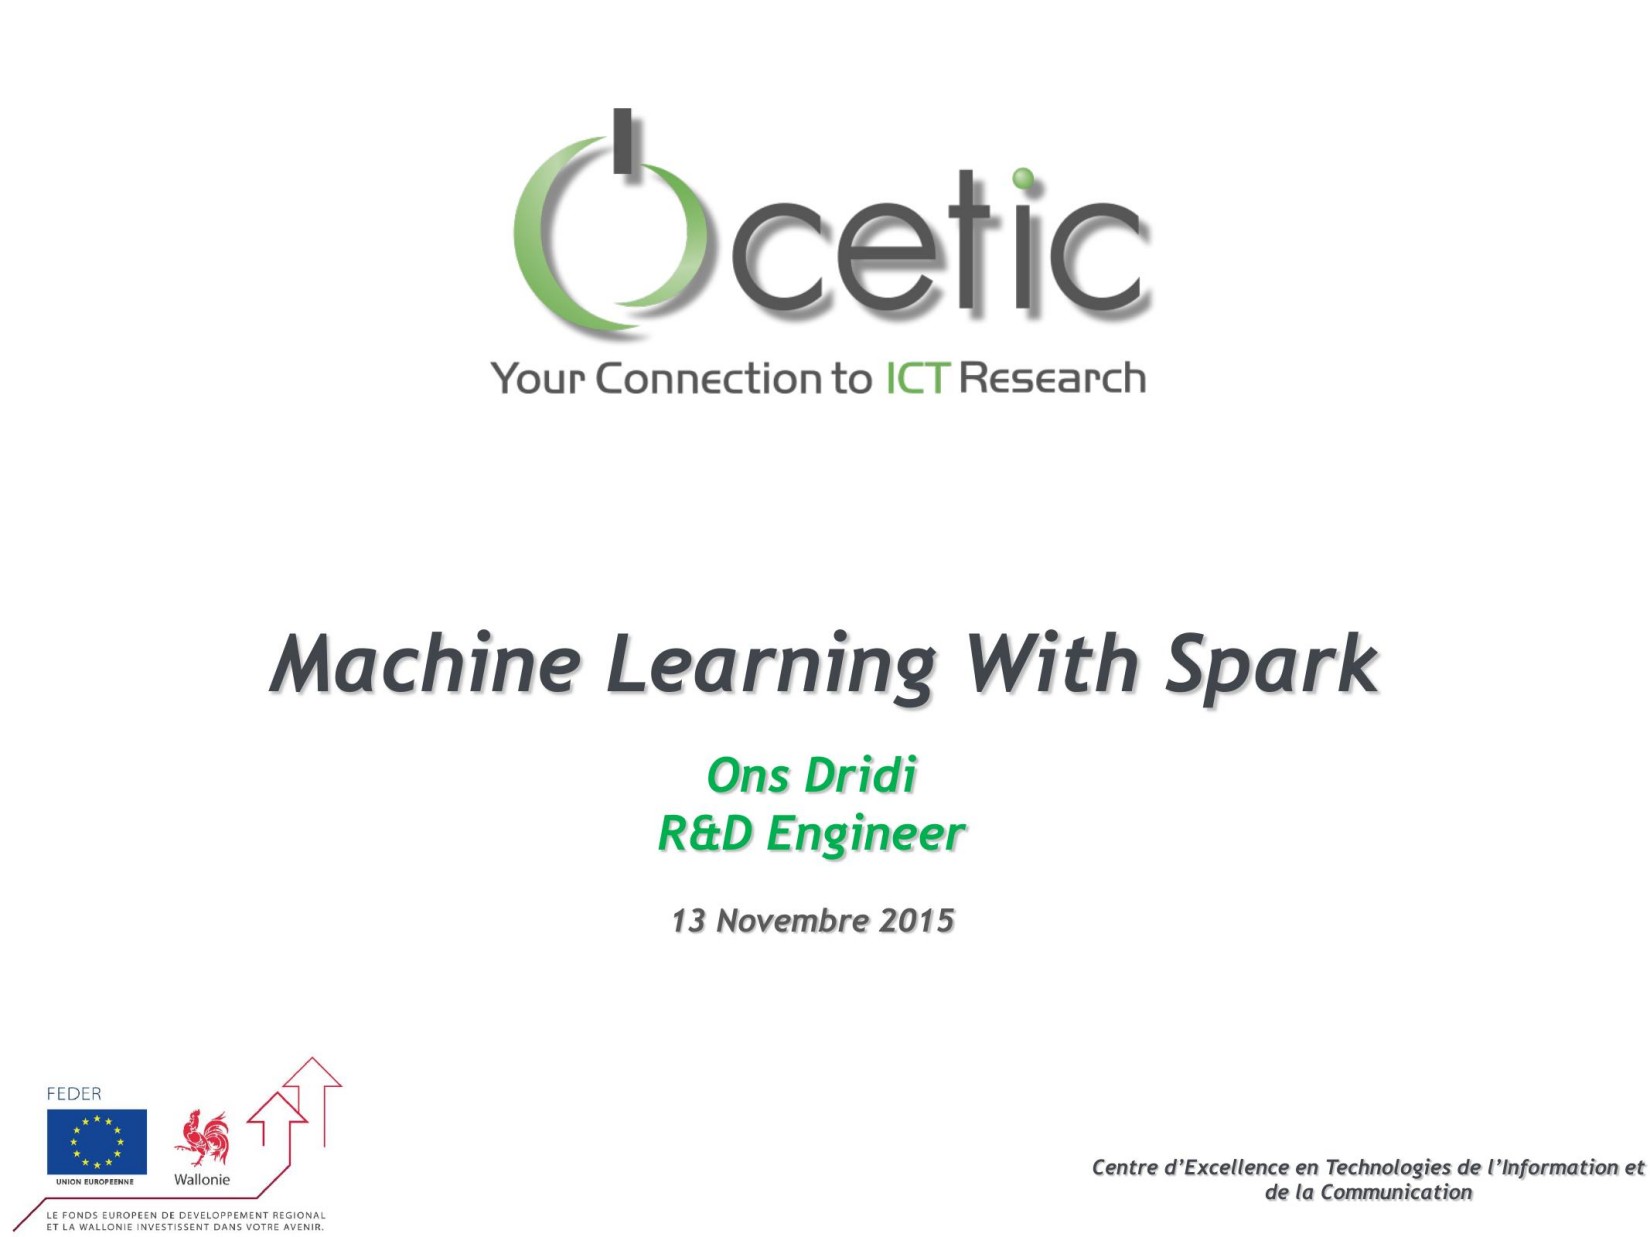 cetic
Your Connection to ICT Research
Machine Learning With Spark
Ons Dridi
R&D Engineer
13 Novembre 2015
FEDER
UNION EUROPEENNE
Wallonie
LE FONDS EUROPEEN DE DEVELOPPEMENT REGIONAL
ET LA WALLONIE INVESTISSENT DANS VOTRE AVENIR.
Centre d’Excellence en Technologies de l’Information et
de la Communication